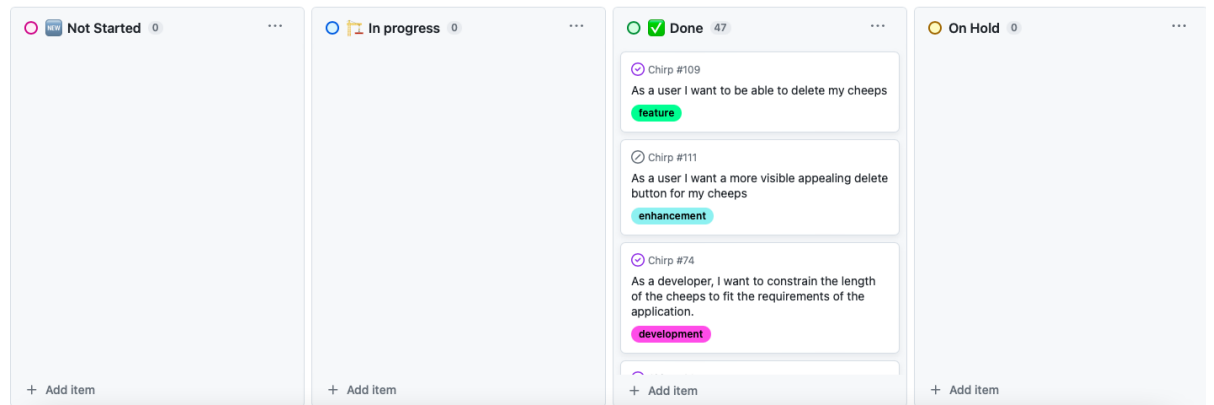 NEW Not Started 0 ...
In progress 0 ...
Done 47 ...
On Hold 0 ...
Chirp #109
As a user I want to be able to delete my cheeps
feature
Chirp #111
As a user I want a more visible appealing delete
button for my cheeps
enhancement
Chirp #74
As a developer, I want to constrain the length
of the cheeps to fit the requirements of the
application.
development
+ Add item
+ Add item
+ Add item
+ Add item